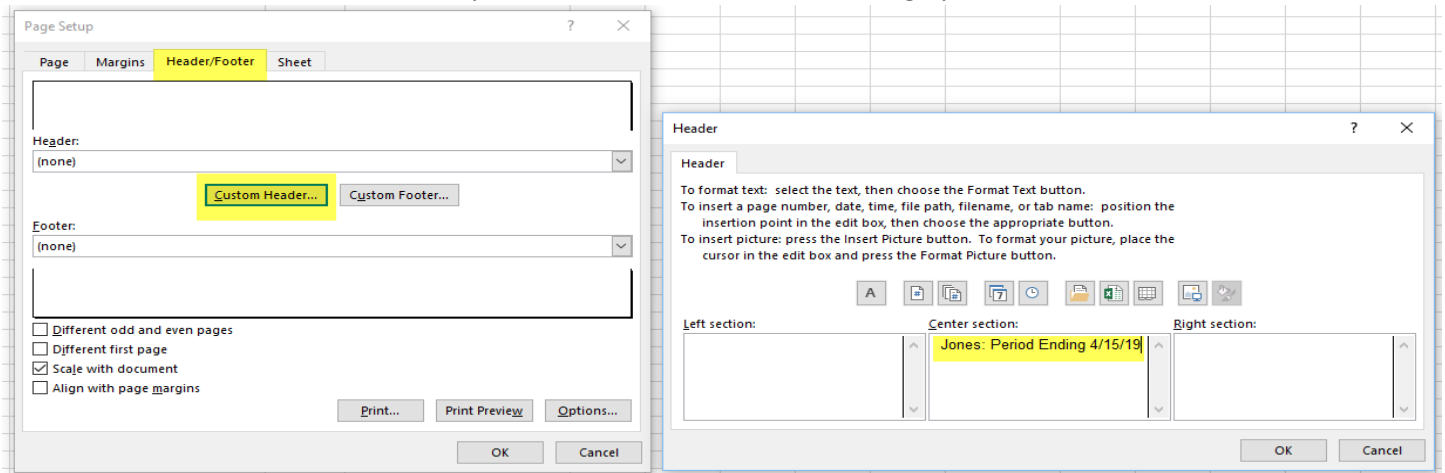 Page Setup ? ×
Page Margins Header/Footer Sheet
Header:
(none)
Custom Header... Custom Footer...
Footer:
(none)
Different odd and even pages
Different first page
Scale with document
Align with page margins
Print... Print Preview Options...
OK Cancel
Header ? ×
Header
To format text: select the text, then choose the Format Text button.
To insert a page number, date, time, file path, filename, or tab name: position the
insertion point in the edit box, then choose the appropriate button.
To insert picture: press the Insert Picture button. To format your picture, place the
cursor in the edit box and press the Format Picture button.
A # # 7
Left section: Center section: Right section:
Jones: Period Ending 4/15/19
OK Cancel